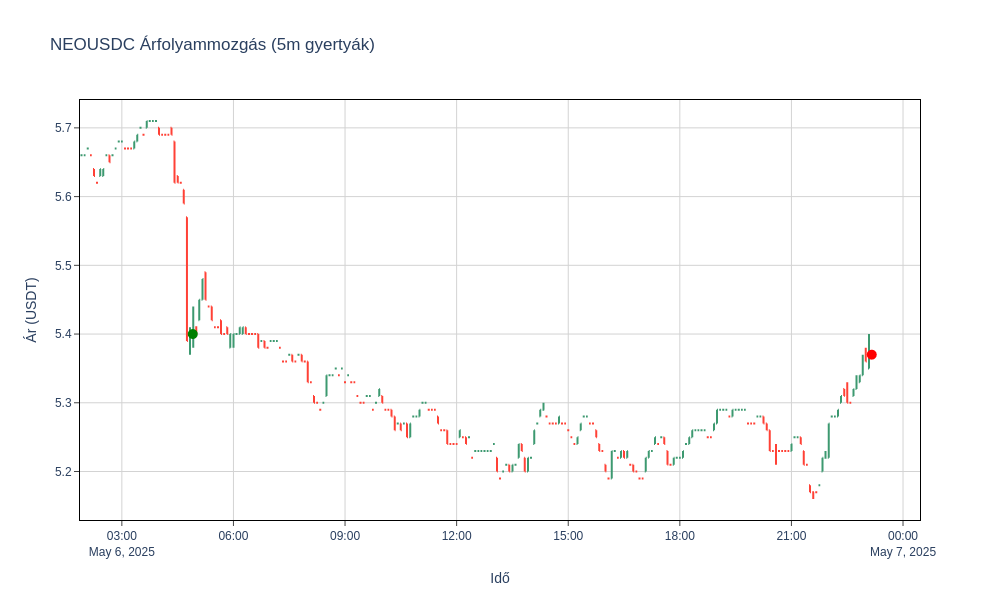 NEOUSDC Árfolyammozgás (5m gyertyák)
5.7
5.6
5.5
5.4
5.3
5.2
Ár (USDT)
03:00 06:00 09:00 12:00 15:00 18:00 21:00 00:00
May 6, 2025 May 7, 2025
Idő